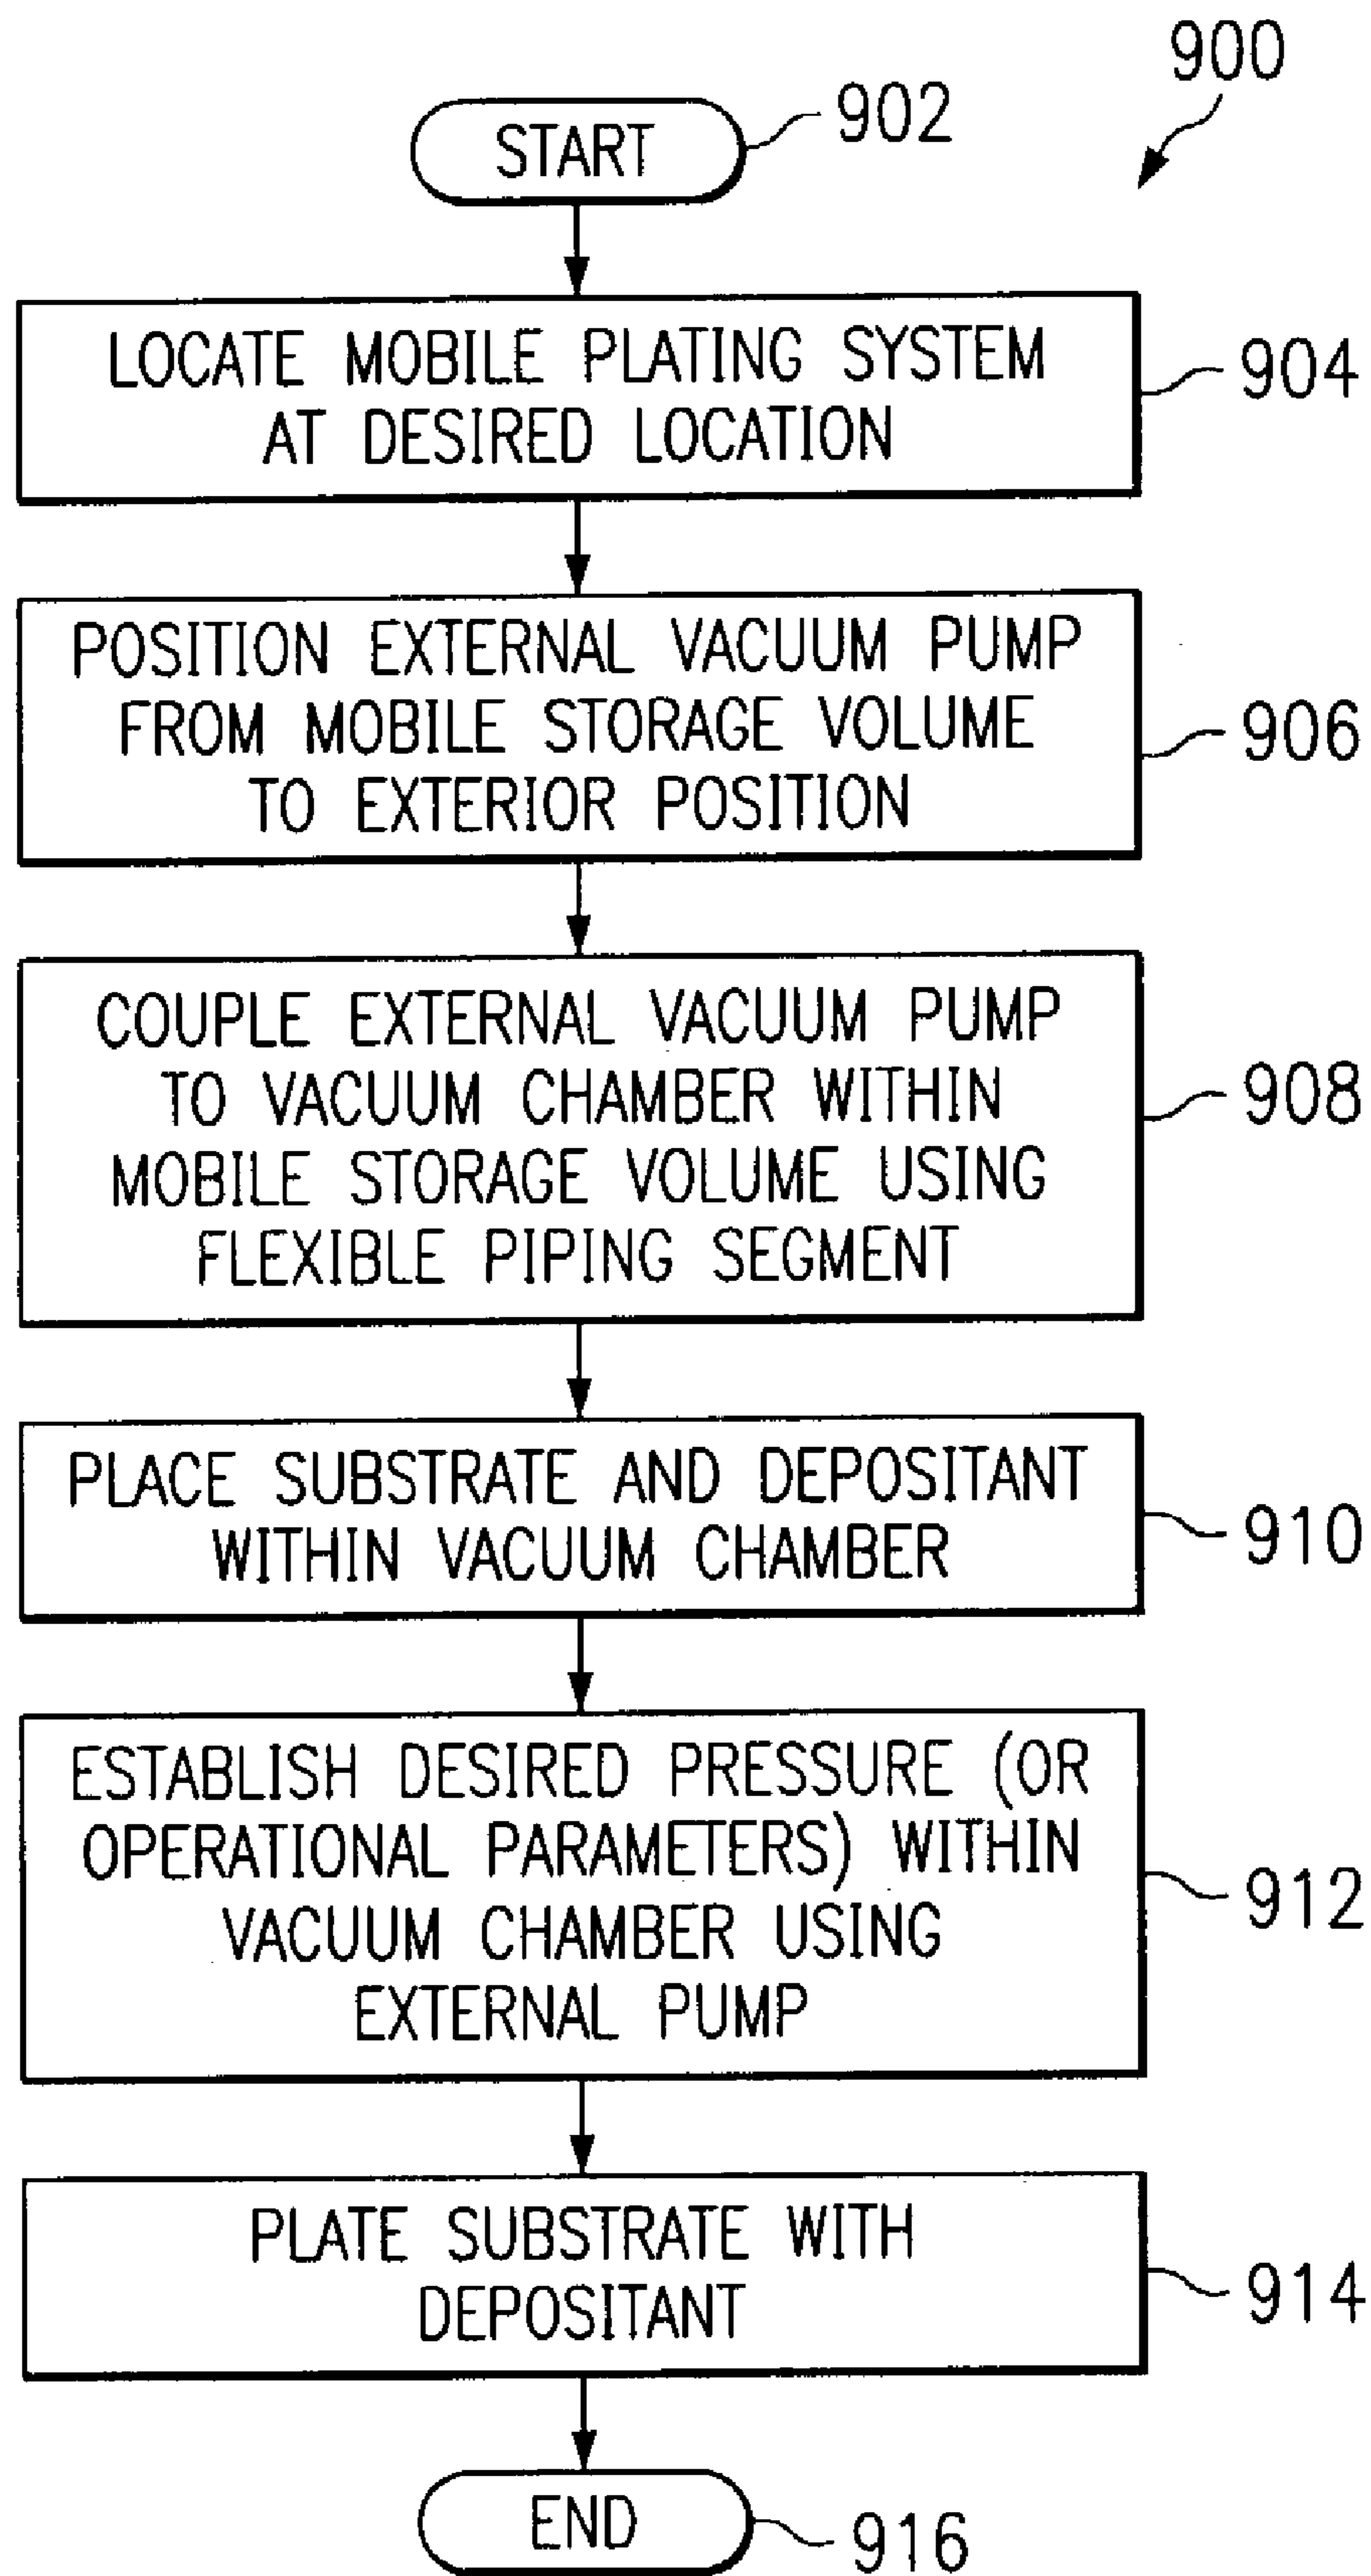 900
START
902
LOCATE MOBILE PLATING SYSTEM
AT DESIRED LOCATION
904
POSITION EXTERNAL VACUUM PUMP
FROM MOBILE STORAGE VOLUME
TO EXTERIOR POSITION
906
COUPLE EXTERNAL VACUUM PUMP
TO VACUUM CHAMBER WITHIN
MOBILE STORAGE VOLUME USING
FLEXIBLE PIPING SEGMENT
908
PLACE SUBSTRATE AND DEPOSITANT
WITHIN VACUUM CHAMBER
910
ESTABLISH DESIRED PRESSURE (OR
OPERATIONAL PARAMETERS) WITHIN
VACUUM CHAMBER USING
EXTERNAL PUMP
912
PLATE SUBSTRATE WITH
DEPOSITANT
914
END
916